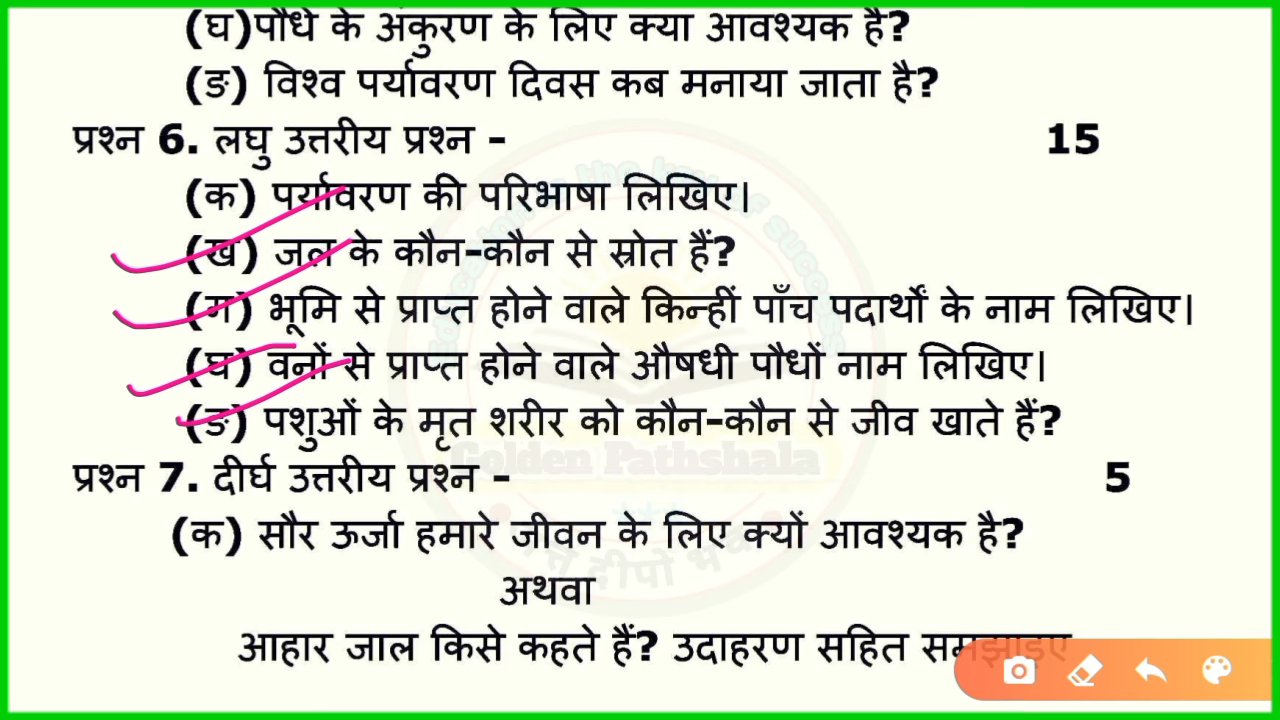 (घ)पौधे के अंकुरण के लिए क्या आवश्यक है?
(ङ) विश्व पर्यावरण दिवस कब मनाया जाता है?
प्रश्न 6. लघु उत्तरीय प्रश्न - 15
(क) पर्यावरण की परिभाषा लिखिए।
(ख) जल के कौन-कौन से स्रोत हैं?
(ग) भूमि से प्राप्त होने वाले किन्हीं पाँच पदार्थों के नाम लिखिए।
(घ) वनों से प्राप्त होने वाले औषधी पौधों नाम लिखिए।
(ङ) पशुओं के मृत शरीर को कौन-कौन से जीव खाते हैं?
Golden Pathshala
प्रश्न 7. दीर्घ उत्तरीय प्रश्न - 5
(क) सौर ऊर्जा हमारे जीवन के लिए क्यों आवश्यक है?
अथवा
आहार जाल किसे कहते हैं? उदाहरण सहित समझाइए